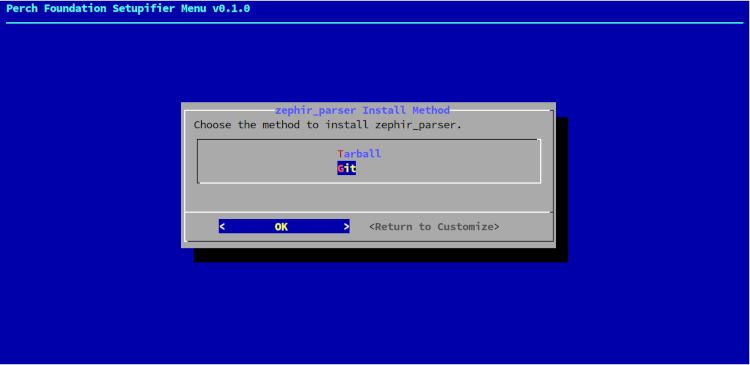 Perch Foundation Setupifier Menu v0.1.0
zephir_parser Install Method
Choose the method to install zephir_parser.
Tarball
Git
< OK > <Return to Customize>